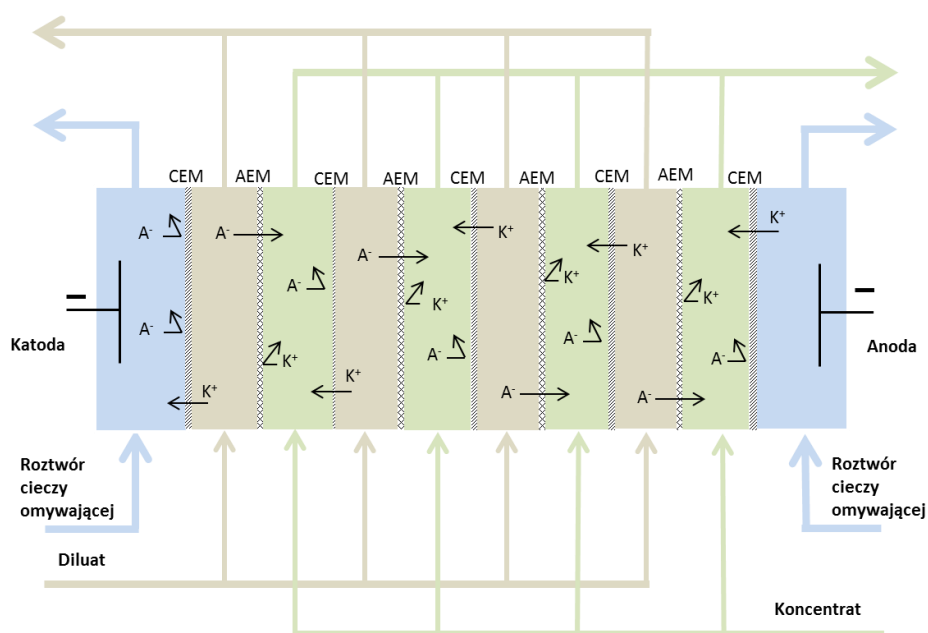 CEM AEM CEM AEM CEM AEM CEM AEM CEM
A- A- K+
K+ K+
A-
A- K+
A- K+ K+
A- A-
A- A-
K+ K+
K+ A- A-
−
Katoda
−
Anoda
Roztwór
cieczy
omywającej
Roztwór
cieczy
omywającej
Diluat
Koncentrat